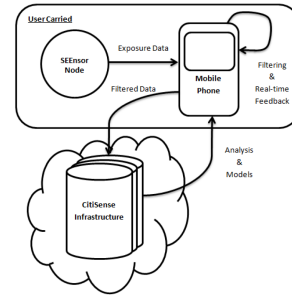 User Carried
SEEnsor
Node
Exposure Data
Filtered Data
Mobile
Phone
Filtering
&
Real-time
Feedback
Analysis
&
Models
CitiSense
Infrastructure